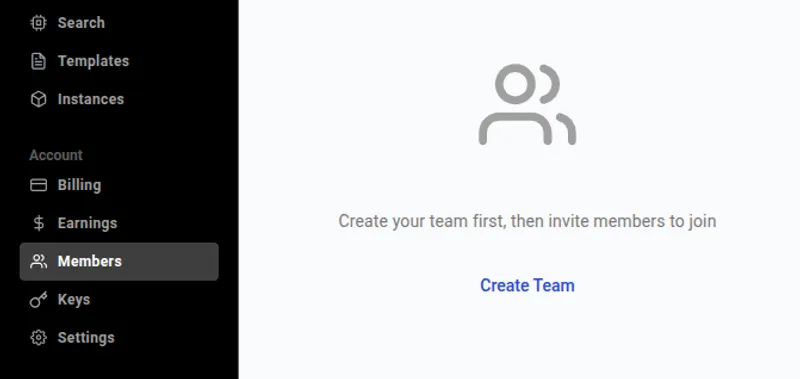 Search
Templates
Instances
Account
Billing
Earnings
Members
Keys
Settings
Create your team first, then invite members to join
Create Team